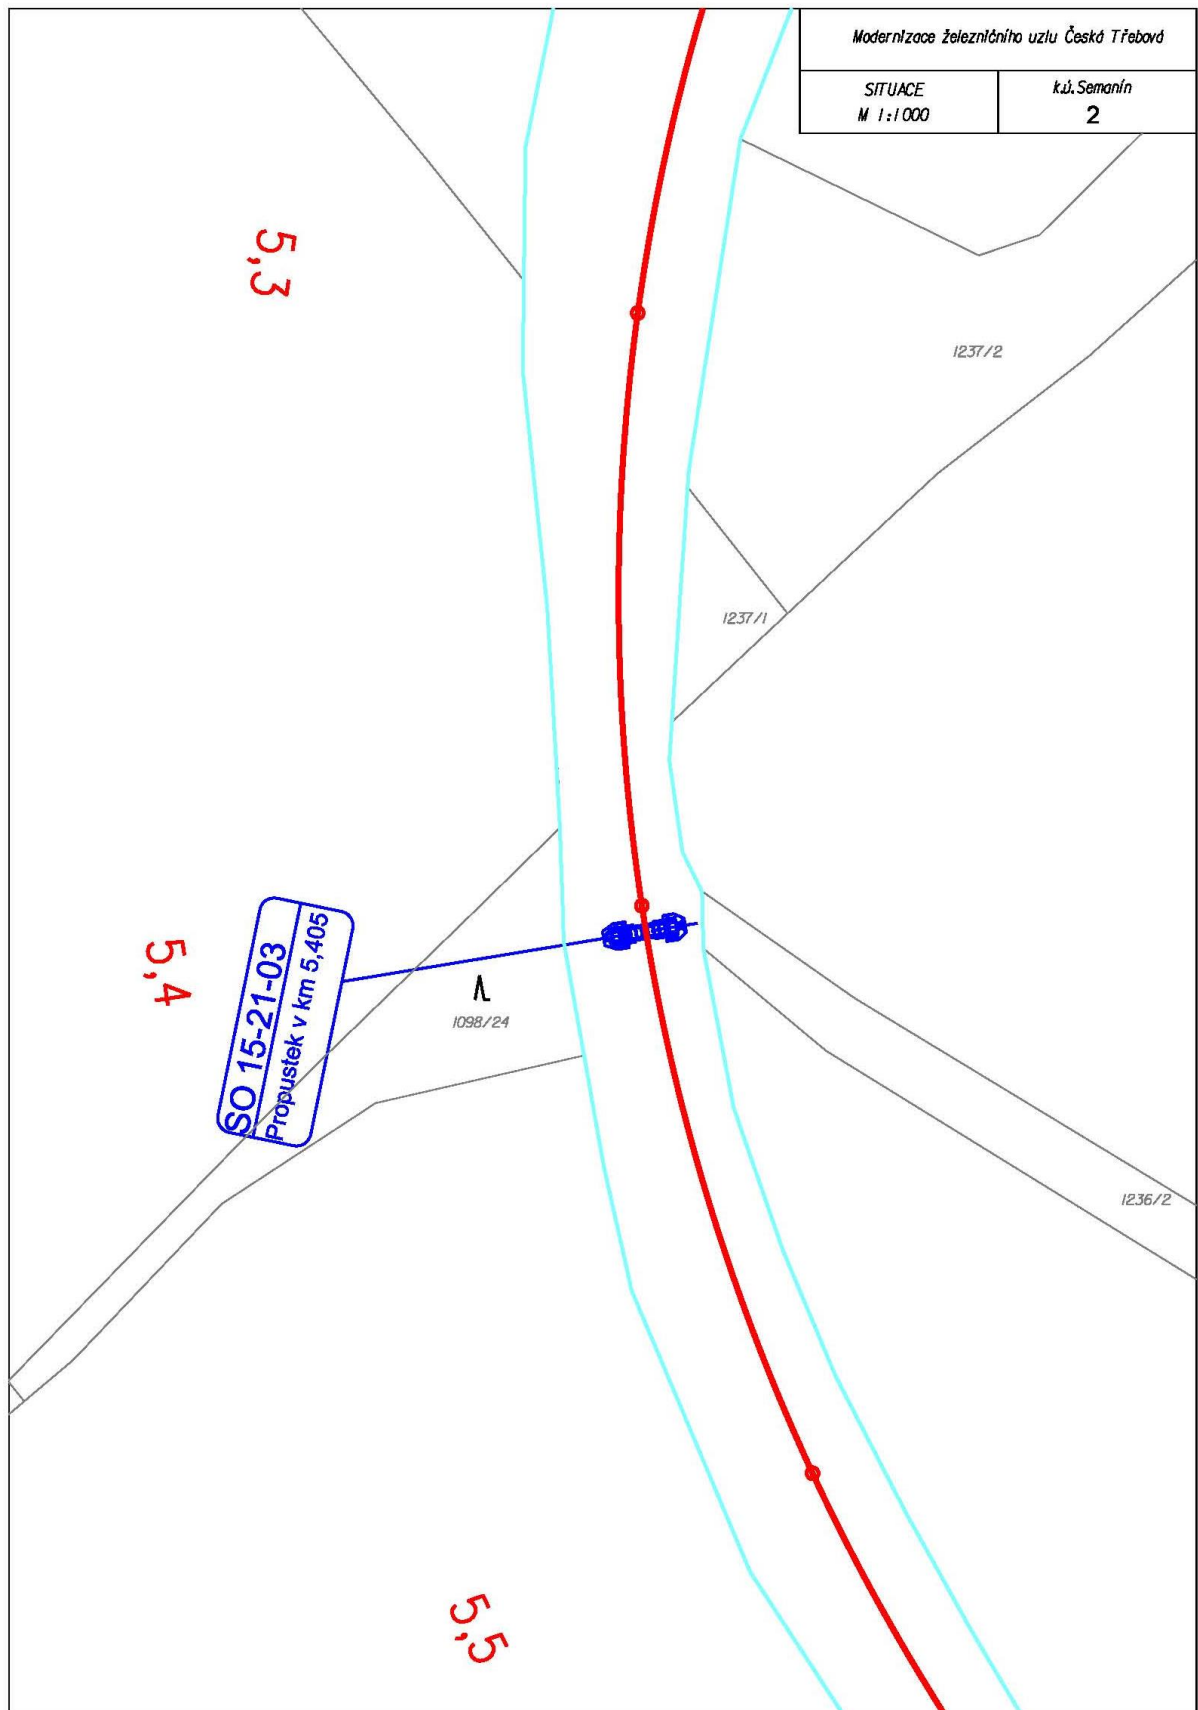 Modernizace železničního uzlu Česká Třebová
SITUACE
M 1:1000
k.ú. Semanín
2
5,3
1237/2
1237/1
5,4
SO 15-21-03
Propustek v km 5,405
1098/24
1236/2
5,5